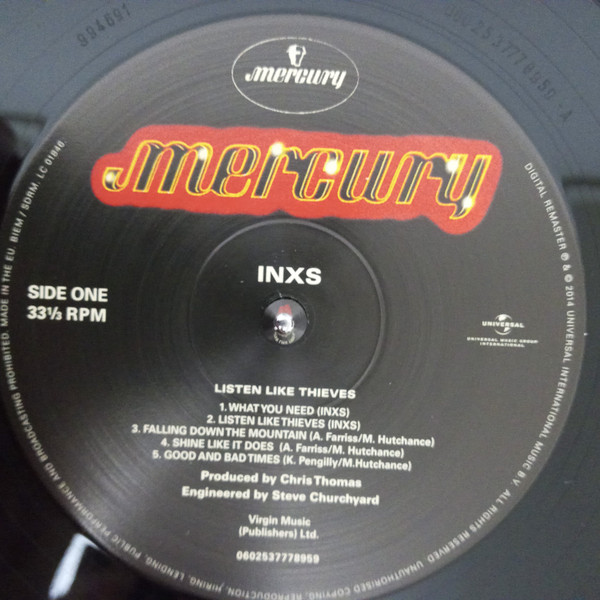 994691
mercury
mercury
INXS
SIDE ONE
33⅓ RPM
UNIVERSAL
UNIVERSAL MUSIC GROUP
INTERNATIONAL
LISTEN LIKE THIEVES
1. WHAT YOU NEED (INXS)
2. LISTEN LIKE THIEVES (INXS)
3. FALLING DOWN THE MOUNTAIN (A. Farriss/M. Hutchance)
4. SHINE LIKE IT DOES (A. Farriss/M. Hutchance)
5. GOOD AND BAD TIMES (K. Pengilly/M.Hutchance)
Produced by Chris Thomas
Engineered by Steve Churchyard
Virgin Music
(Publishers) Ltd.
0602537778959
DIGITAL REMASTER ℗ & © 2014 UNIVERSAL INTERNATIONAL MUSIC B.V. ALL RIGHTS RESERVED. UNAUTHORISED COPYING, REPRODUCTION, HIRING, LENDING, PUBLIC PERFORMANCE AND BROADCASTING PROHIBITED. MADE IN THE EU. BIEM / SDRM. LC 01846.